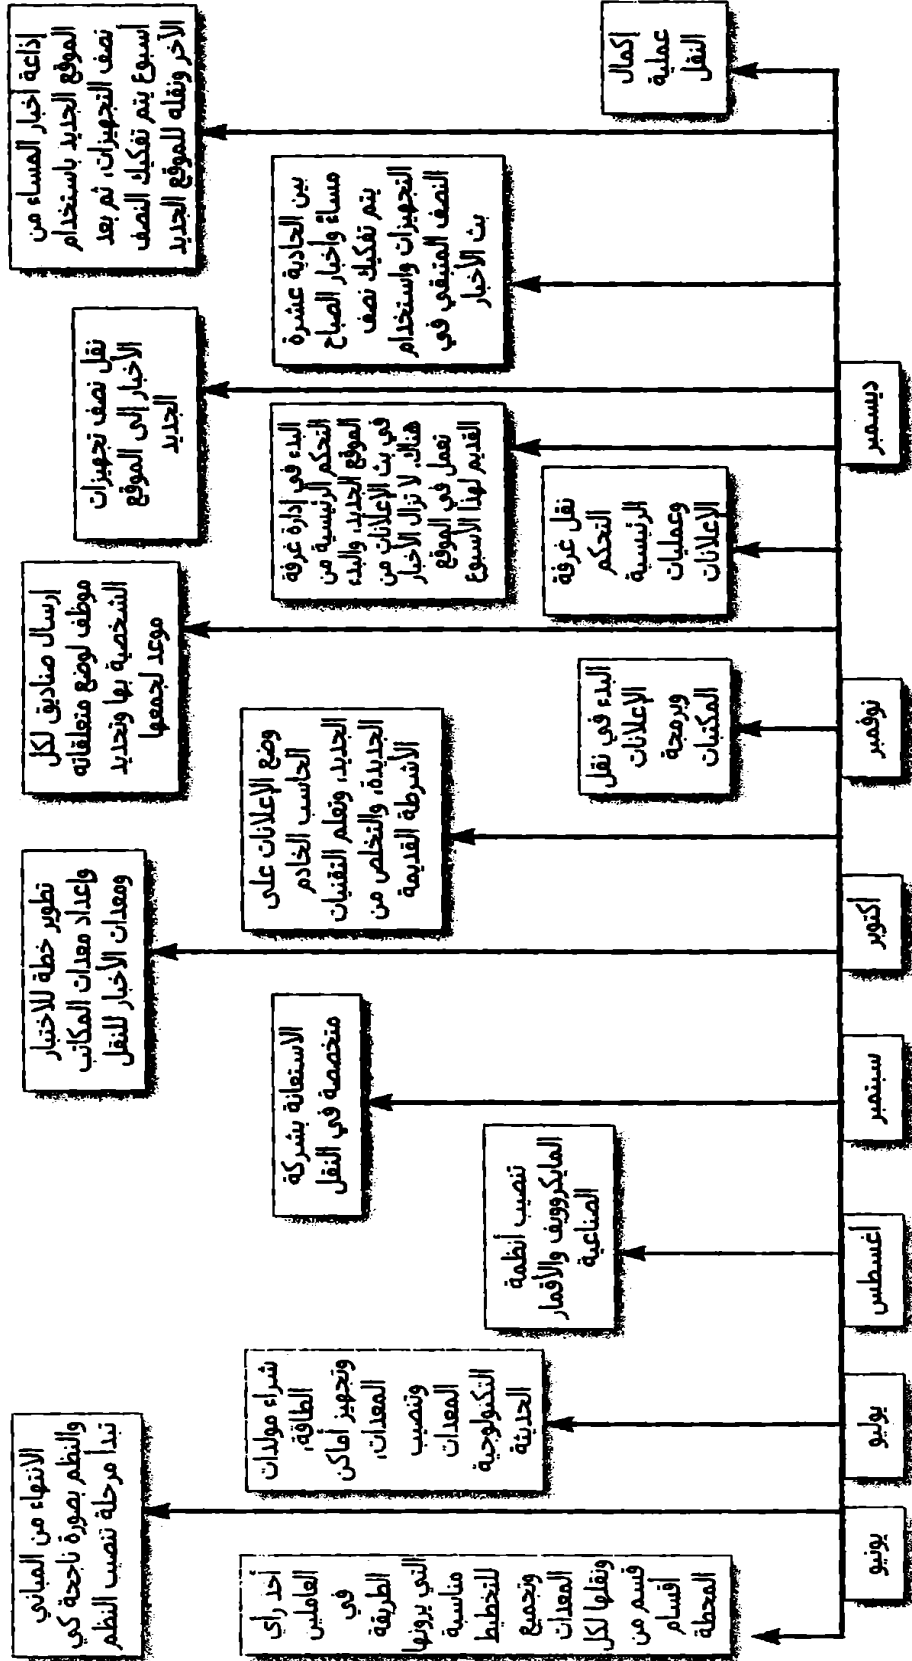 أخذ رأي
العاملين
في
الطريقة
التي يرونها
مناسبة
للتخطيط
وتجميع
المعدات
ونقلها لكل
قسم من
أقسام
المحطة
الانتهاء من المباني
والنظم بصورة ناجحة كي
تبدأ مرحلة تنصب النظم
شراء مولدات
الطاقة،
وتجهيز أماكن
المعدات،
وتنصيب
المعدات
التكنولوجية
الحديثة
تنصيب أنظمة
المايكروويف والأقمار
الصناعية
الاستعانة بشركة
متخصصة في النقل
تطوير خطة للاختبار
وإعداد معدات المكاتب
ومعدات الأخبار للنقل
وضع الإعلانات على
الحاسب الخادم
الجديد، وتعلم التقنيات
الجديدة، والتخلص من
الأشرطة القديمة
البدء في نقل
الإعلانات
وبرمجة
المكتبات
إرسال صناديق لكل
موظف لوضع متعلقاته
الشخصية بها وتحديد
موعد لجمعها
نقل غرفة
التحكم
الرئيسة
وعمليات
الإعلانات
البدء في إدارة غرفة
التحكم الرئيسية من
الموقع الجديد، والبدء
في بث الإعلانات من
هناك. لا تزال الأخبار
تعمل في الموقع
القديم لهذا الأسبوع
نقل نصف تجهيزات
الأخبار إلى الموقع
الجديد
بين الحادية عشرة
مساءً وأخبار الصباح
يتم تفكيك نصف
التجهيزات واستخدام
النصف المتبقي في
بث الأخبار
إذاعة أخبار المساء من
الموقع الجديد باستخدام
نصف التجهيزات، ثم بعد
أسبوع يتم تفكيك النصف
الآخر ونقله للموقع الجديد
إكمال
عملية
النقل
يونيو
يوليو
أغسطس
سبتمبر
أكتوبر
نوفمبر
ديسمبر